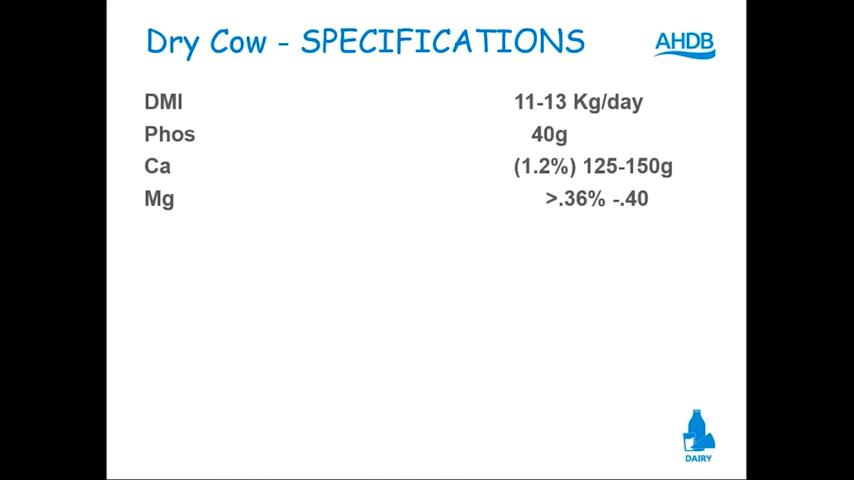 Dry Cow - SPECIFICATIONS
AHDB
DMI 11-13 Kg/day
Phos 40g
Ca (1.2%) 125-150g
Mg >.36% -.40
DAIRY